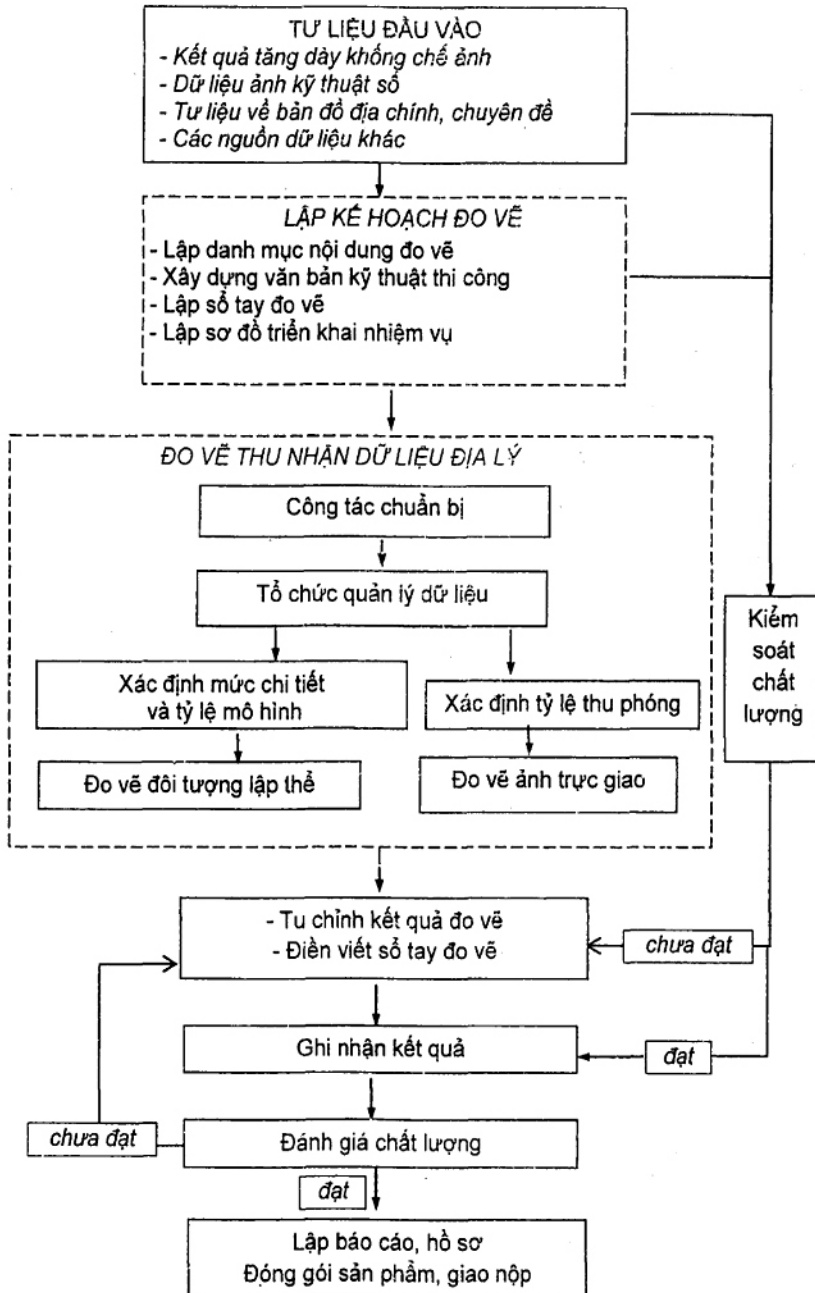 TƯ LIỆU ĐẦU VÀO
- Kết quả tăng dày khống chế ảnh
- Dữ liệu ảnh kỹ thuật số
- Tư liệu về bản đồ địa chính, chuyên đề
- Các nguồn dữ liệu khác
LẬP KẾ HOẠCH ĐO VẼ
- Lập danh mục nội dung đo vẽ
- Xây dựng văn bản kỹ thuật thi công
- Lập sổ tay đo vẽ
- Lập sơ đồ triển khai nhiệm vụ
ĐO VẼ THU NHẬN DỮ LIỆU ĐỊA LÝ
Công tác chuẩn bị
Tổ chức quản lý dữ liệu
Xác định mức chi tiết
và tỷ lệ mô hình
Xác định tỷ lệ thu phóng
Đo vẽ đôi tượng lập thể
Đo vẽ ảnh trực giao
Kiểm
soát
chất
lượng
- Tu chỉnh kết quả đo vẽ
- Điền viết sổ tay đo vẽ
chưa đạt
Ghi nhận kết quả
đạt
chưa đạt
Đánh giá chất lượng
đạt
Lập báo cáo, hồ sơ
Đóng gói sản phẩm, giao nộp